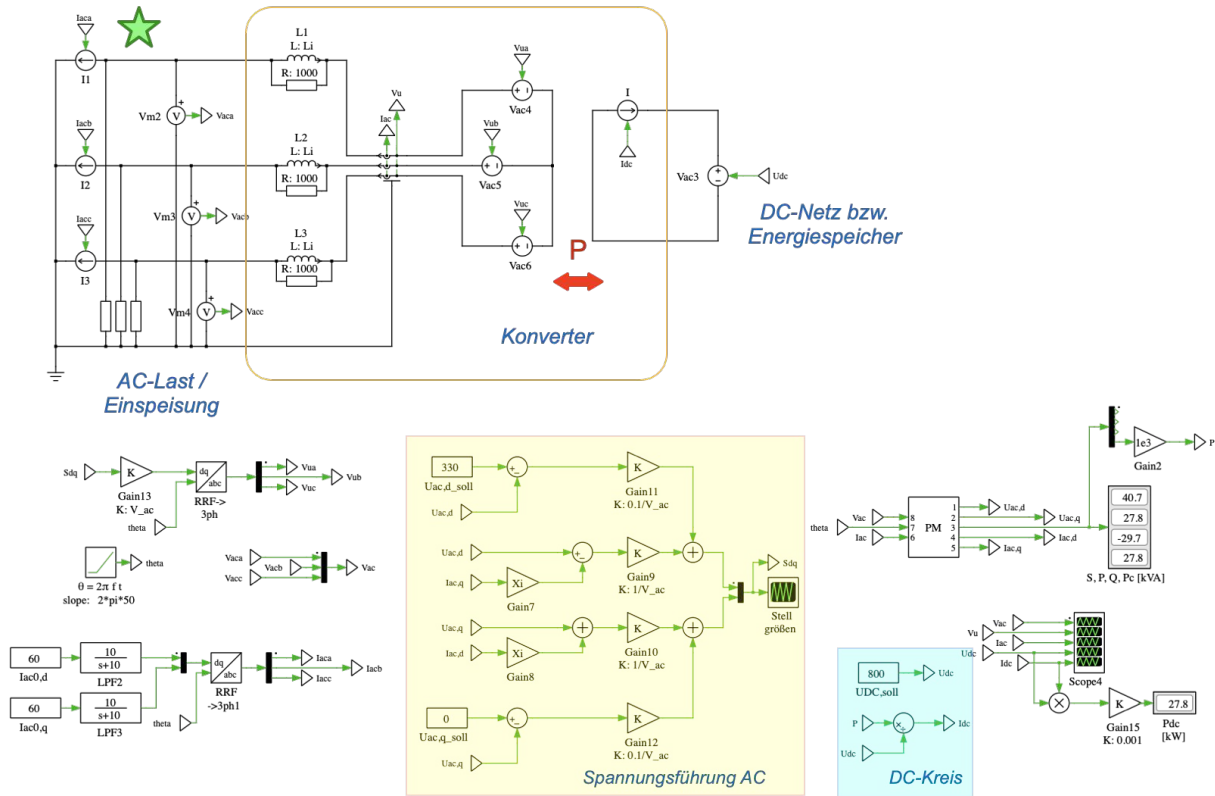 Iaca
I1
L1
L: Li
R: 1000
Vm2
V
Vaca
Vu
Iac
Vua
Vac4
I
Idc
Iacb
I2
L2
L: Li
R: 1000
Vub
Vac5
Vac3
Udc
Iacc
I3
Vm3
V
L3
L: Li
R: 1000
Vuc
Vac6
P
DC-Netz bzw.
Energiespeicher
Vm4
V
Vacc
Konverter
AC-Last /
Einspeisung
Sdq
K
Gain13
K: V_ac
dq
abc
RRF->
3ph
Vua
Vub
Vuc
theta
theta
θ = 2π f t
slope: 2*pi*50
Vaca
Vacb
Vacc
Vac
60
Iac0,d
10
s+10
LPF2
60
Iac0,q
10
s+10
LPF3
theta
dq
abc
RRF
->3ph1
Iaca
Iacb
Iacc
330
Uac,d_soll
Uac,d
K
Gain11
K: 0.1/V_ac
Uac,d
Iac,q
Xi
Gain7
K
Gain9
K: 1/V_ac
Uac,q
Iac,d
Xi
Gain8
K
Gain10
K: 1/V_ac
Sdq
Stell
größen
0
Uac,q_soll
Uac,q
K
Gain12
K: 0.1/V_ac
Spannungsführung AC
1e3
Gain2
P
theta
Vac
Iac
8
7
6
PM
1
2
3
4
5
Uac,d
Uac,q
Iac,d
Iac,q
40.7
27.8
-29.7
27.8
S, P, Q, Pc [kVA]
800
UDC,soll
Udc
P
Udc
Idc
DC-Kreis
Vac
Vu
Iac
Udc
Idc
Scope4
K
Gain15
K: 0.001
27.8
Pdc
[kW]